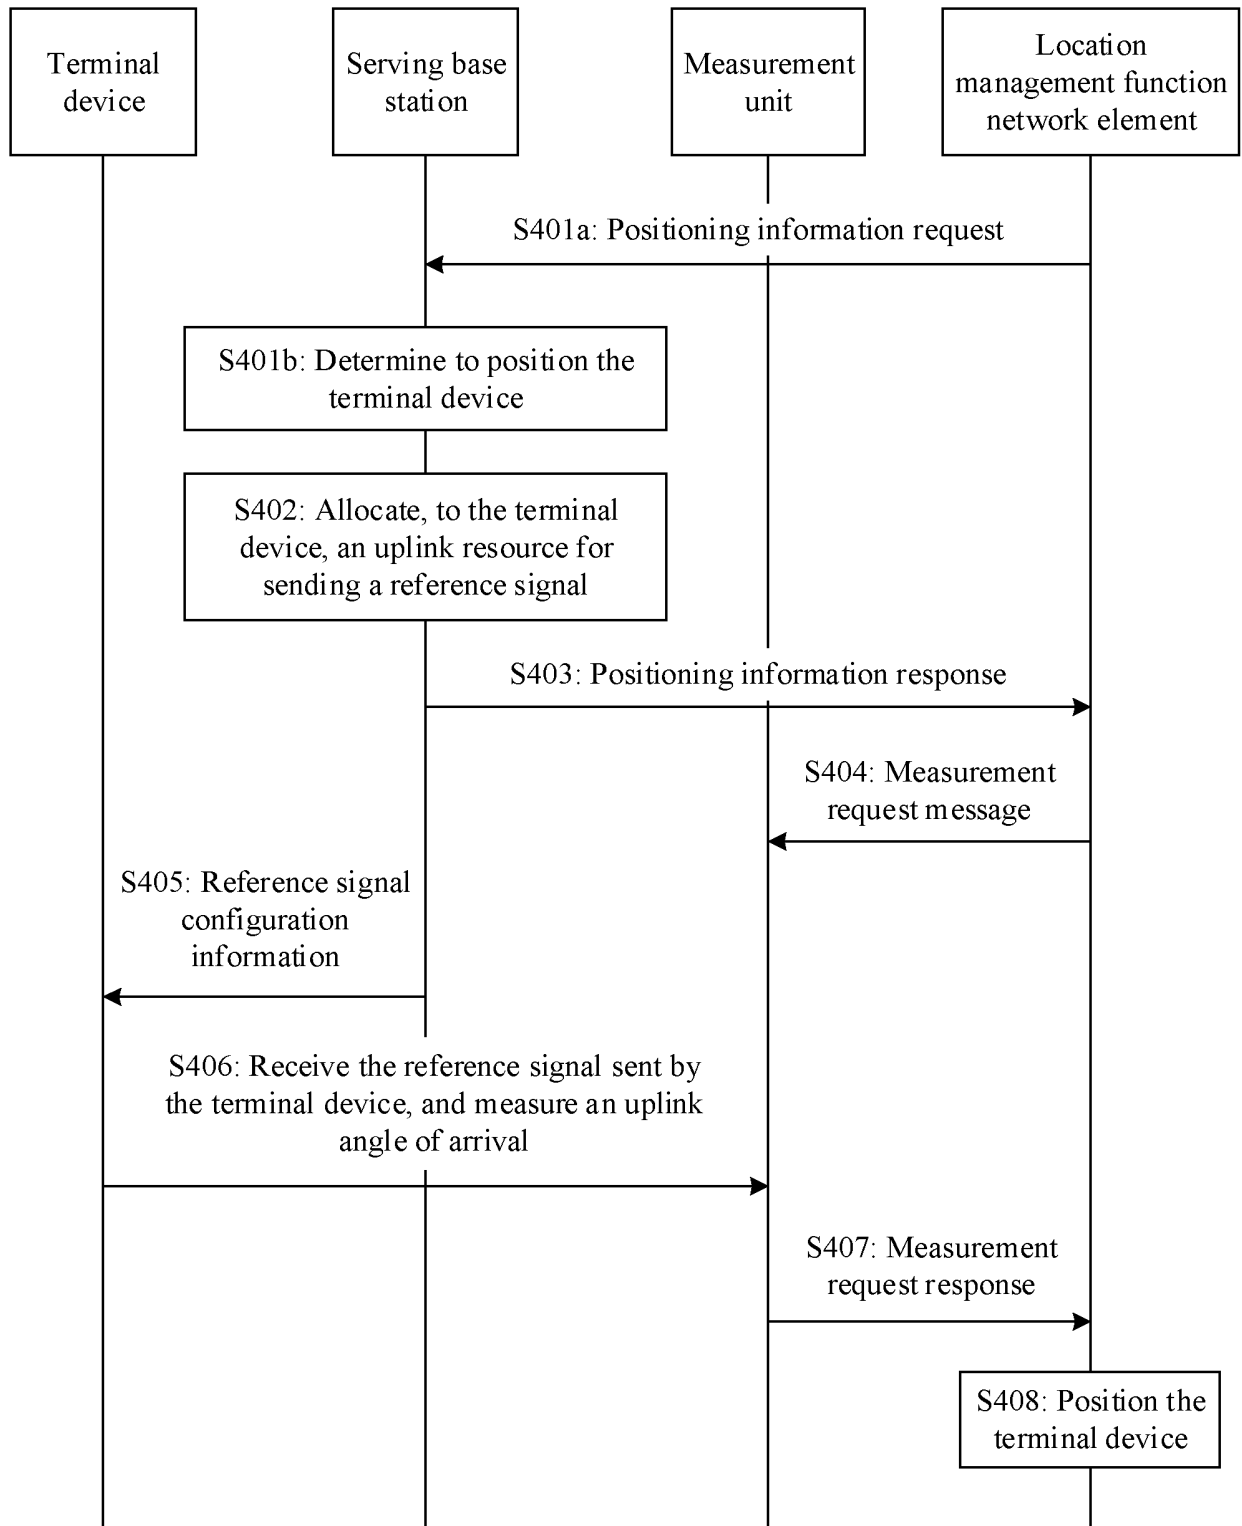 Terminal
device
Serving base
station
Measurement
unit
Location
management function
network element
S401a: Positioning information request
S401b: Determine to position the
terminal device
S402: Allocate, to the terminal
device, an uplink resource for
sending a reference signal
S403: Positioning information response
S404: Measurement
request message
S405: Reference signal
configuration
information
S406: Receive the reference signal sent by
the terminal device, and measure an uplink
angle of arrival
S407: Measurement
request response
S408: Position the
terminal device